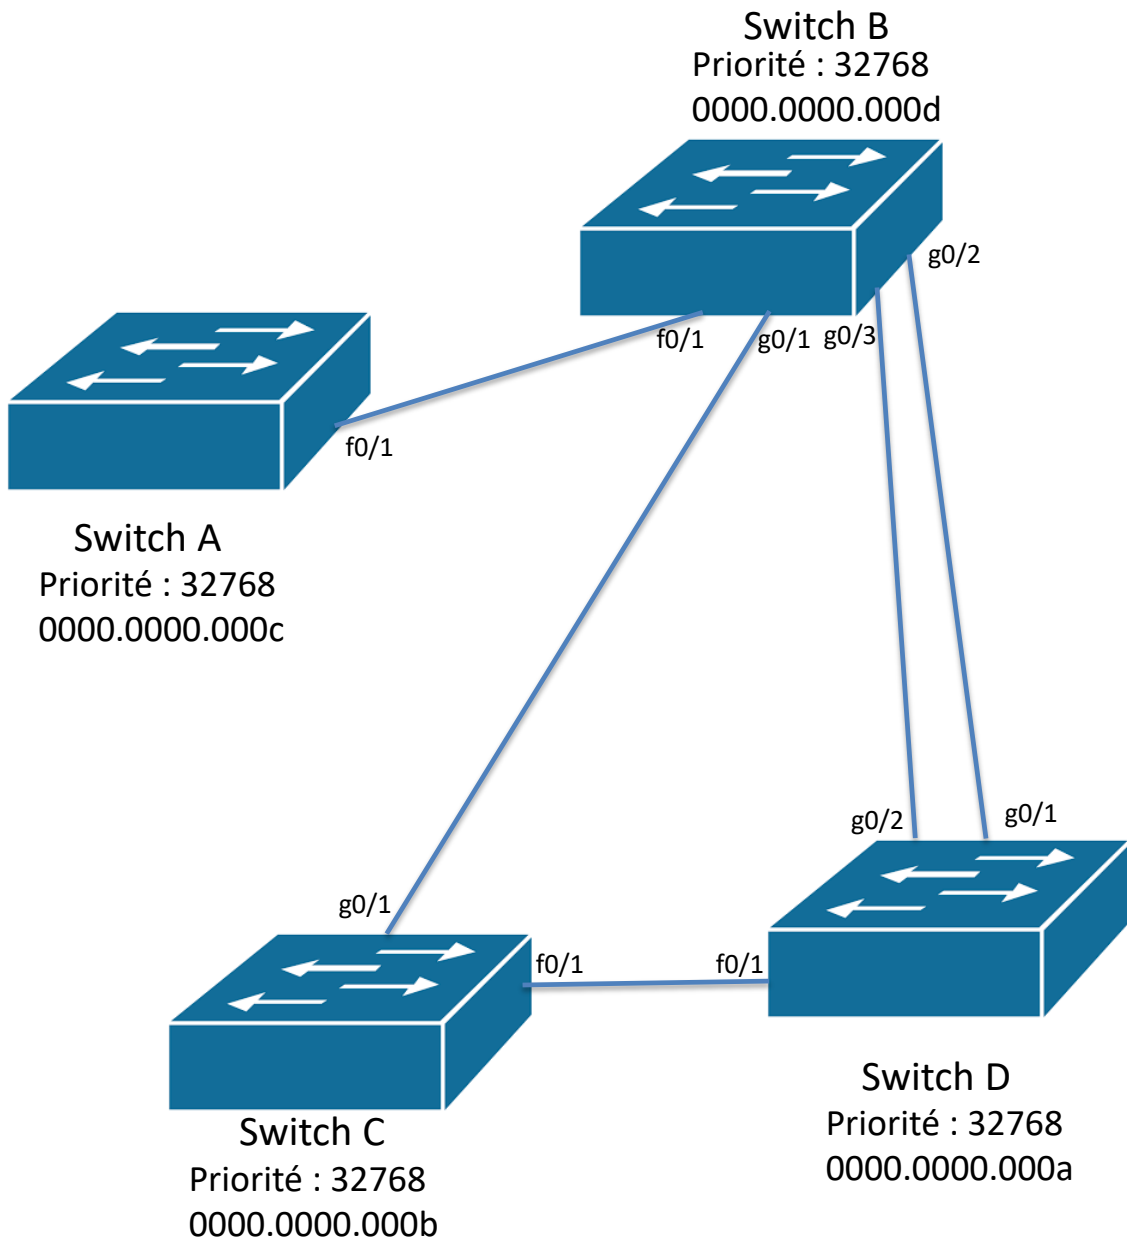 Switch B
Priorité : 32768
0000.0000.000d
g0/2
f0/1
g0/1
g0/3
f0/1
Switch A
Priorité : 32768
0000.0000.000c
g0/2
g0/1
g0/1
f0/1
f0/1
Switch D
Priorité : 32768
0000.0000.000a
Switch C
Priorité : 32768
0000.0000.000b